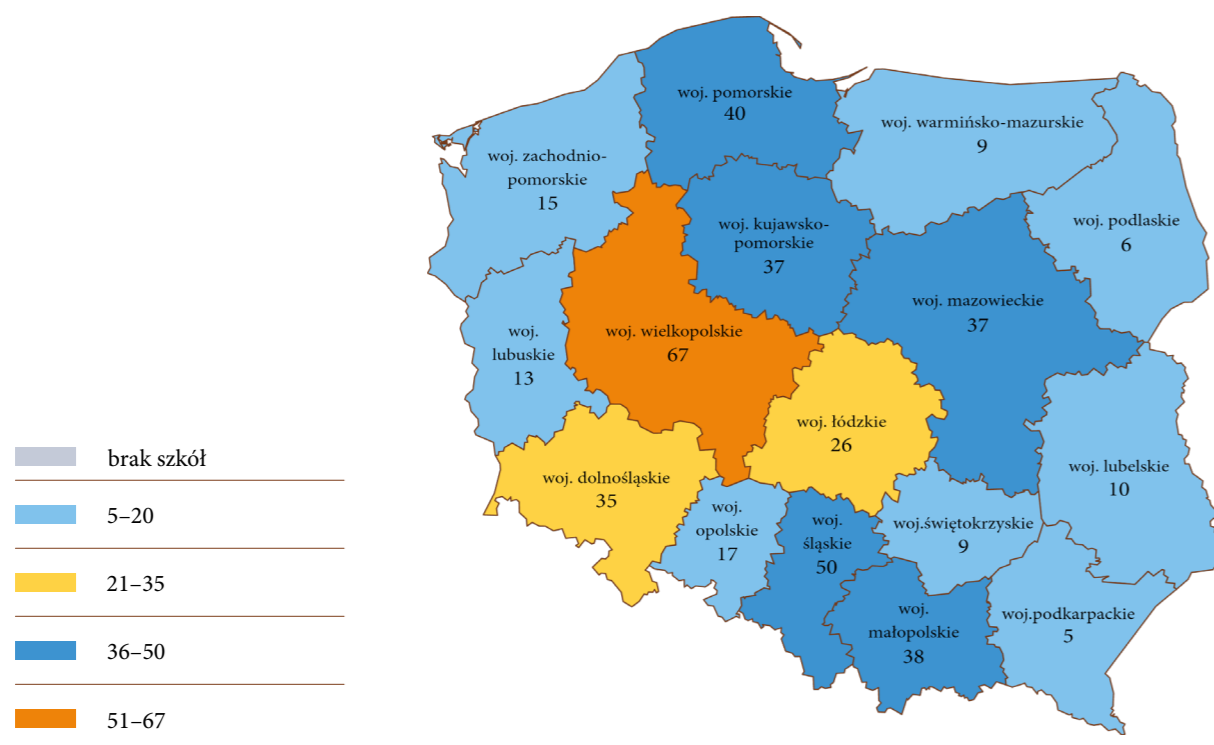 woj. pomorskie
40
woj. warmińsko-mazurskie
9
woj. zachodnio-
pomorskie
15
woj. kujawsko-
pomorskie
37
woj. podlaskie
6
woj. mazowieckie
37
woj.
lubuskie
13
woj. wielkopolskie
67
woj. łódzkie
26
woj. dolnośląskie
35
woj. lubelskie
10
woj.
opolskie
17
woj.
śląskie
50
woj.świętokrzyskie
9
woj.
małopolskie
38
woj.podkarpackie
5
brak szkół
5–20
21–35
36–50
51–67